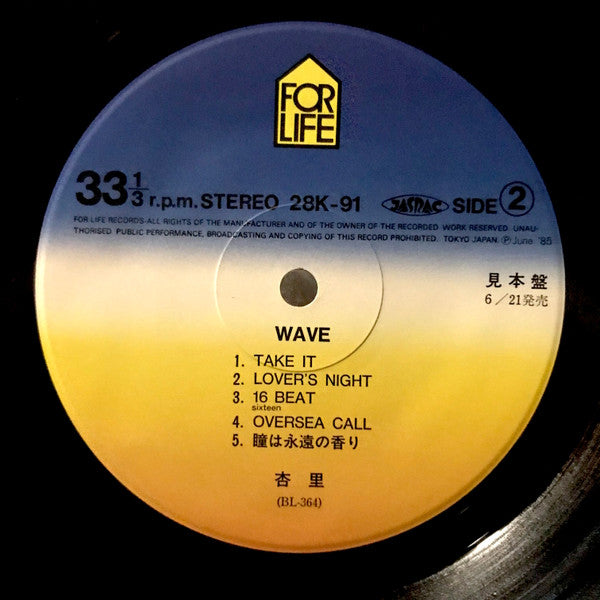 FOR
LIFE
33 1/3 r.p.m. STEREO 28K-91 JASRAC SIDE 2
FOR LIFE RECORDS-ALL RIGHTS OF THE MANUFACTURER AND OF THE OWNER OF THE RECORDED WORK RESERVED. UNAU-
THORISED PUBLIC PERFORMANCE, BROADCASTING AND COPYING OF THIS RECORD PROHIBITED. TOKYO JAPAN. ℗ June '85
見本盤
6/21発売
WAVE
1. TAKE IT
2. LOVER'S NIGHT
3. 16 BEAT
sixteen
4. OVERSEA CALL
5. 瞳は永遠の香り
杏里
(BL-364)